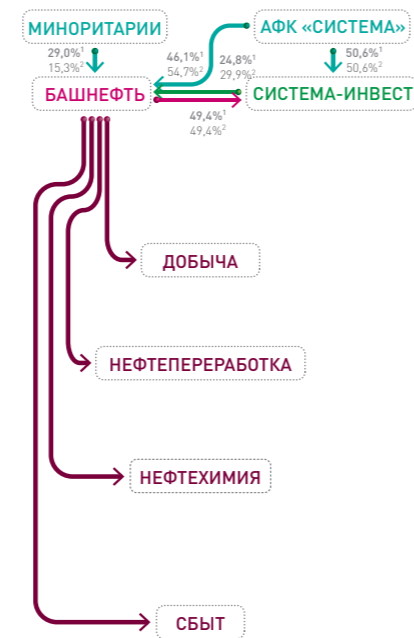 МИНОРИТАРИИ
АФК «СИСТЕМА»
29,0%¹
15,3%²
46,1%¹
54,7%²
24,8%¹
29,9%²
50,6%¹
50,6%²
БАШНЕФТЬ
СИСТЕМА-ИНВЕСТ
49,4%¹
49,4%²
ДОБЫЧА
НЕФТЕПЕРЕРАБОТКА
НЕФТЕХИМИЯ
СБЫТ